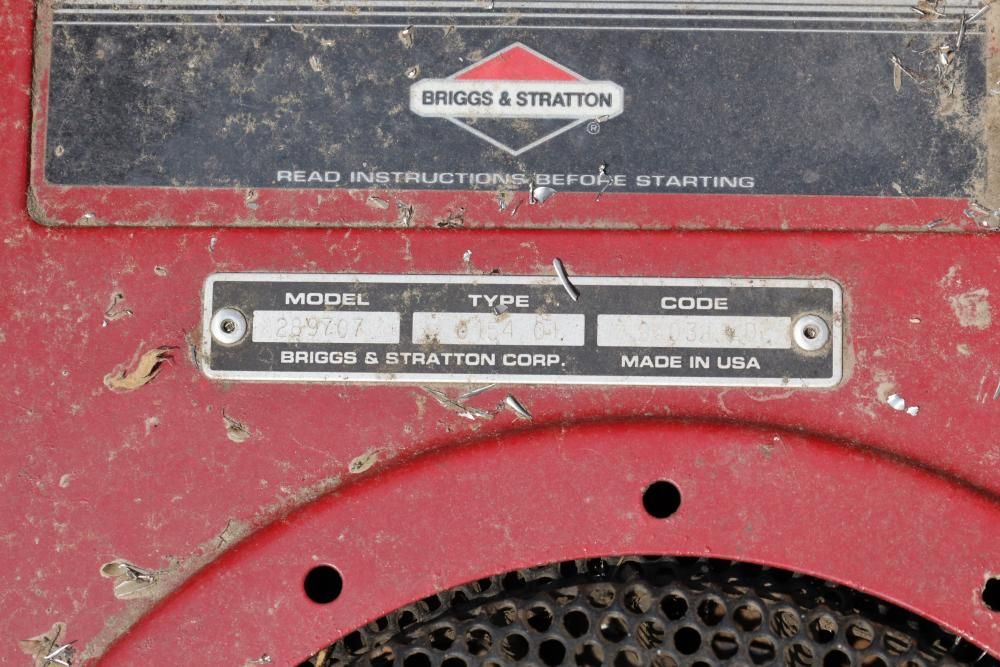 BRIGGS & STRATTON
®
READ INSTRUCTIONS BEFORE STARTING
MODEL TYPE CODE
289707
BRIGGS & STRATTON CORP. MADE IN USA